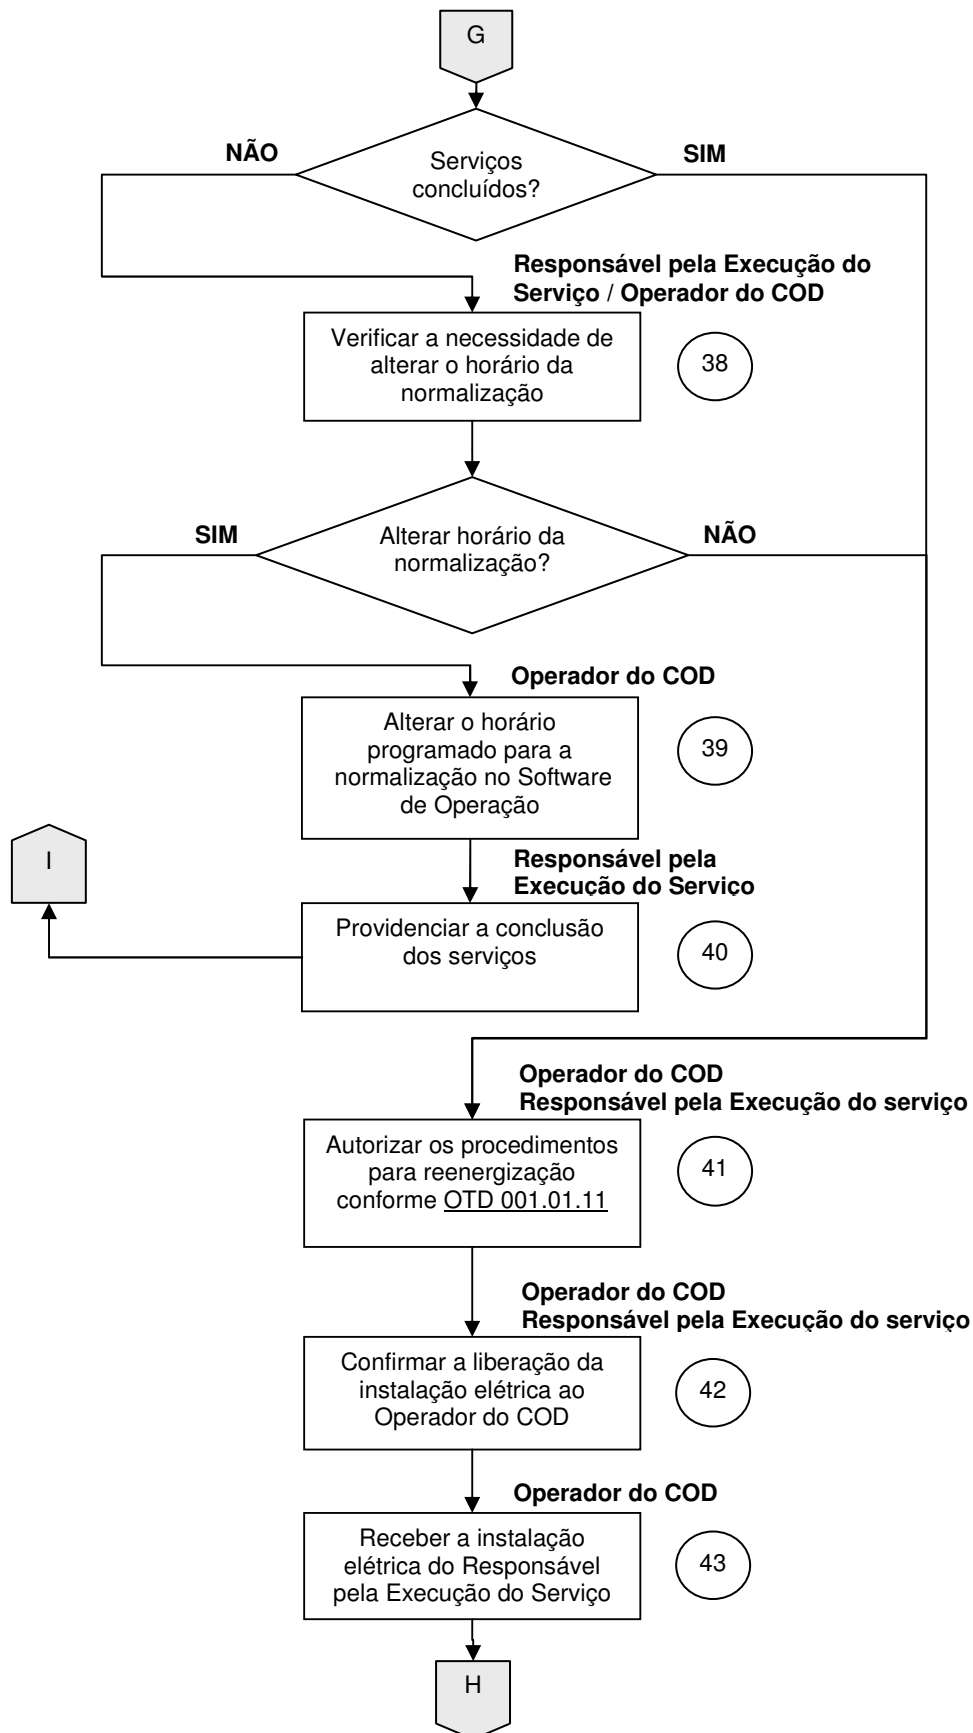 G
NÃO
SIM
Serviços
concluídos?
Responsável pela Execução do
Serviço / Operador do COD
Verificar a necessidade de
alterar o horário da
normalização
38
SIM
Alterar horário da
normalização?
NÃO
Operador do COD
Alterar o horário
programado para a
normalização no Software
de Operação
39
I
Responsável pela
Execução do Serviço
Providenciar a conclusão
dos serviços
40
Operador do COD
Responsável pela Execução do serviço
Autorizar os procedimentos
para reenergização
conforme OTD 001.01.11
41
Operador do COD
Responsável pela Execução do serviço
Confirmar a liberação da
instalação elétrica ao
Operador do COD
42
Operador do COD
Receber a instalação
elétrica do Responsável
pela Execução do Serviço
43
H